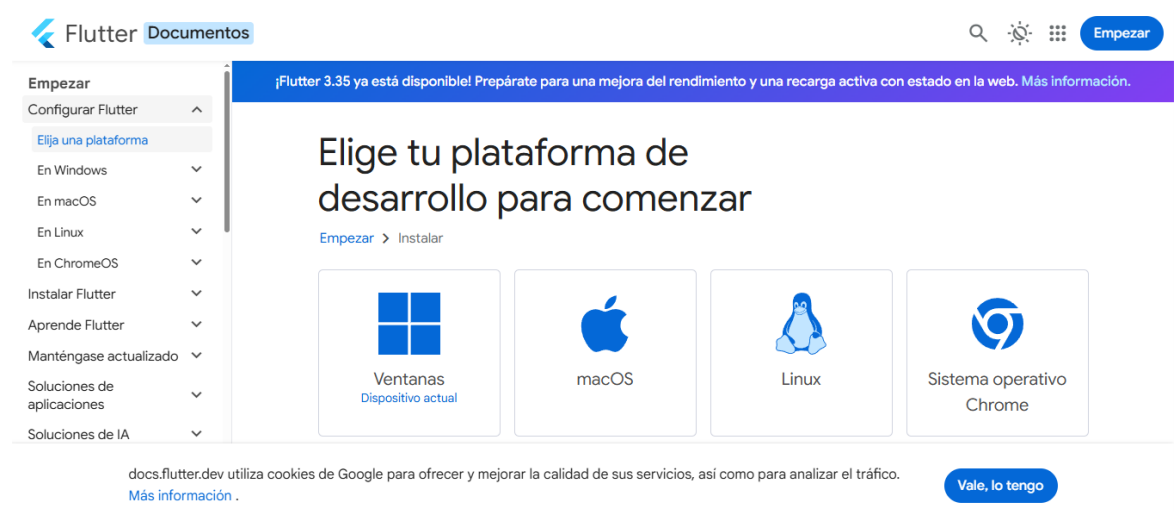 Flutter Documentos
Empezar
Empezar
Configurar Flutter
Elija una plataforma
En Windows
En macOS
En Linux
En ChromeOS
Instalar Flutter
Aprende Flutter
Manténgase actualizado
Soluciones de
aplicaciones
Soluciones de IA
¡Flutter 3.35 ya está disponible! Prepárate para una mejora del rendimiento y una recarga activa con estado en la web. Más información.
Elige tu plataforma de
desarrollo para comenzar
Empezar > Instalar
Ventanas
Dispositivo actual
macOS
Linux
Sistema operativo
Chrome
docs.flutter.dev utiliza cookies de Google para ofrecer y mejorar la calidad de sus servicios, así como para analizar el tráfico.
Más información .
Vale, lo tengo